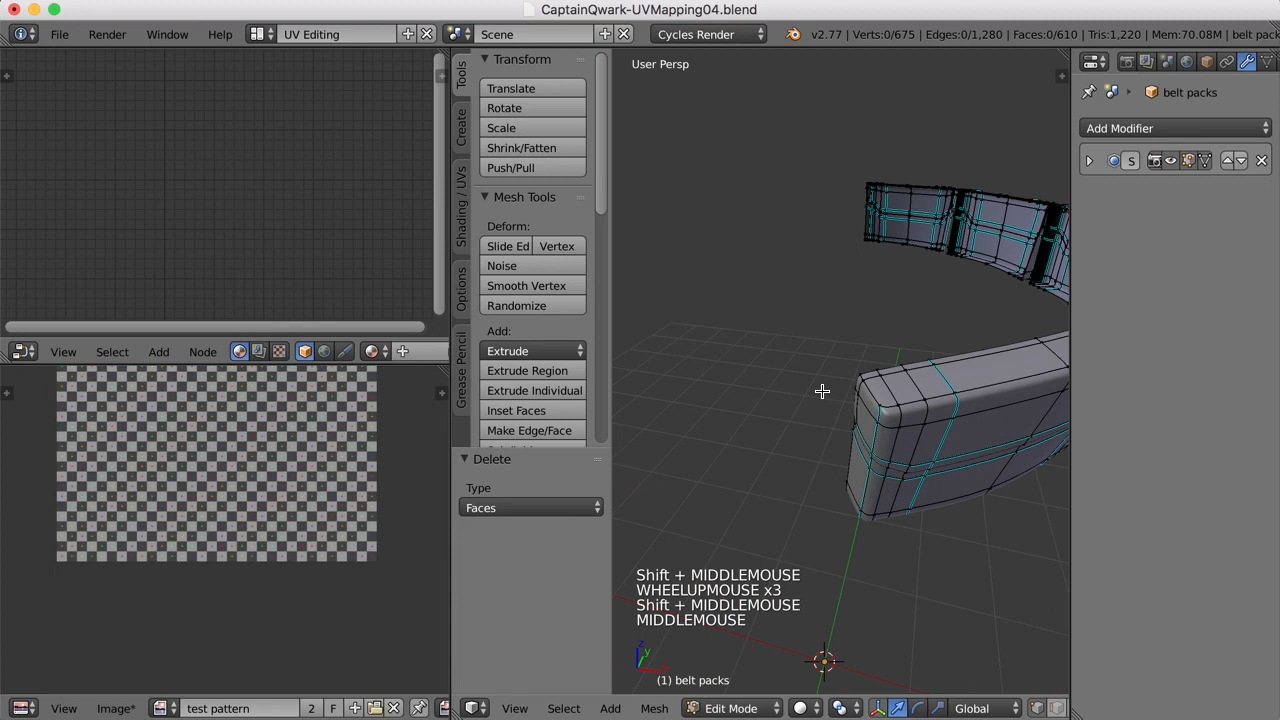 CaptainQwark-UVMapping04.blend
File Render Window Help UV Editing Scene Cycles Render v2.77 | Verts:0/675 | Edges:0/1,280 | Faces:0/610 | Tris:1,220 | Mem:70.08M | belt pack
Tools
Create
Shading / UVs
Options
Grease Pencil
Transform
Translate
Rotate
Scale
Shrink/Fatten
Push/Pull
Mesh Tools
Deform:
Slide Ed Vertex
Noise
Smooth Vertex
Randomize
Add:
Extrude
Extrude Region
Extrude Individual
Inset Faces
Make Edge/Face
Delete
Type
Faces
User Persp
belt packs
Add Modifier
S
View Select Add Node
Shift + MIDDLEMOUSE
WHEELUPMOUSE x3
Shift + MIDDLEMOUSE
MIDDLEMOUSE
z
y
x
(1) belt packs
View Image* test pattern 2 F
View Select Add Mesh Edit Mode Global